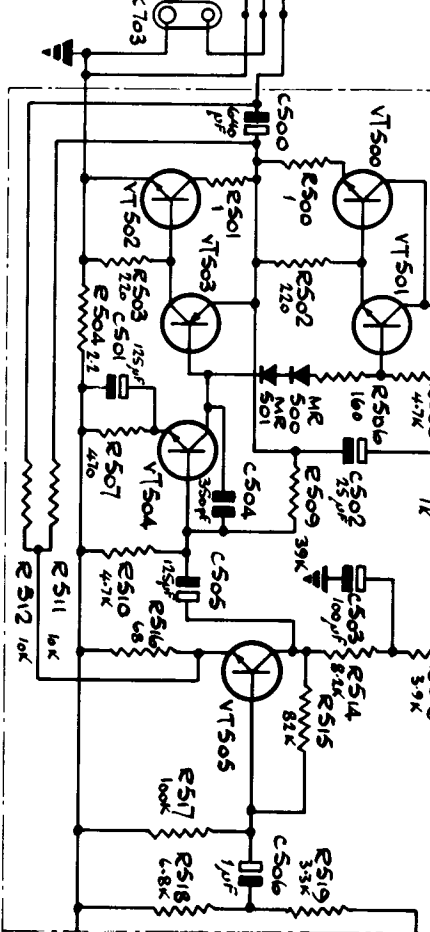 C703
C500
640
µF
VT500
R500
1
VT501
R501
1
VT502
VT503
R502
220
R503
220
R504
2.2
C501
125µF
MR
500
MR
501
R506
160
4.7K
1K
C502
25µF
R507
470
VT504
C504
350pF
R509
39K
C503
100µF
C505
125µF
R510
4.7K
R516
68
R511
R512
10K
VT505
R514
8.2K
3.9K
R515
82K
R517
100K
C506
1µF
R518
6.8K
R519
3.3K